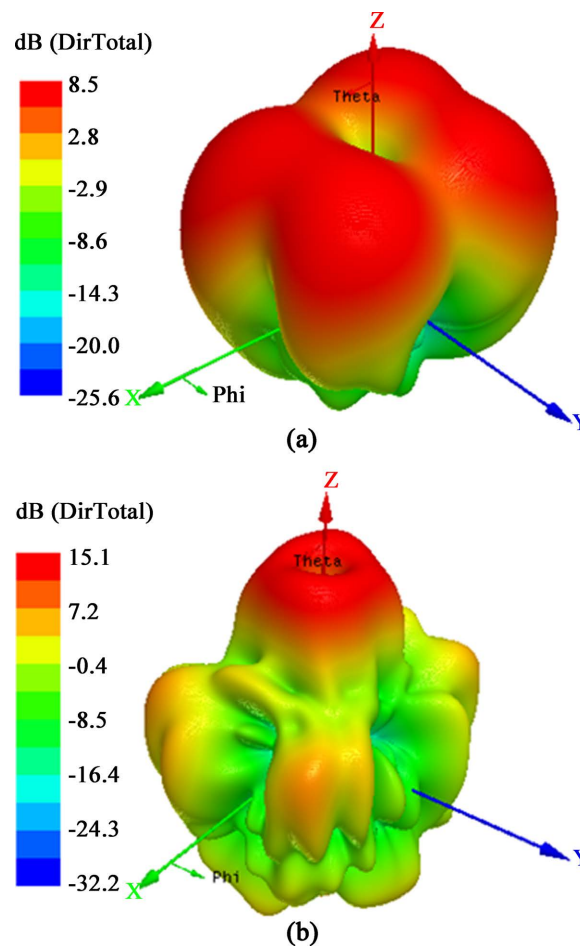 dB (DirTotal)
8.5
2.8
-2.9
-8.6
-14.3
-20.0
-25.6
Z
Theta
X
Phi
Y
(a)
dB (DirTotal)
15.1
7.2
-0.4
-8.5
-16.4
-24.3
-32.2
Z
Theta
X
Phi
Y
(b)